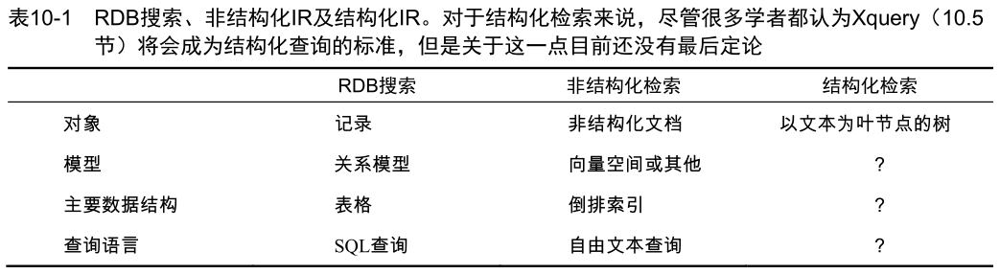 表10-1 RDB搜索、非结构化IR及结构化IR。对于结构化检索来说，尽管很多学者都认为Xquery（10.5
节）将会成为结构化查询的标准，但是关于这一点目前还没有最后定论
RDB搜索 非结构化检索 结构化检索
对象 记录 非结构化文档 以文本为叶节点的树
模型 关系模型 向量空间或其他 ?
主要数据结构 表格 倒排索引 ?
查询语言 SQL查询 自由文本查询 ?